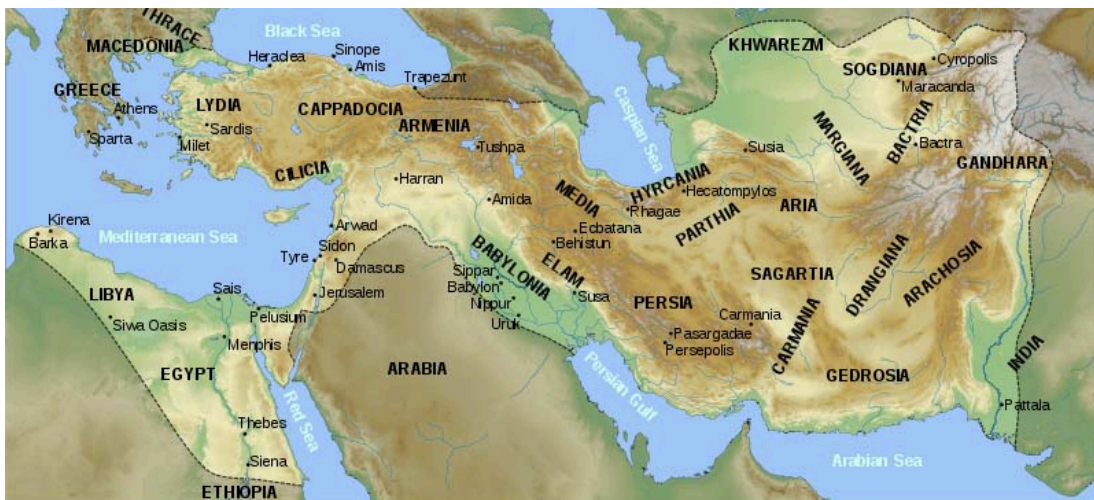 THRACE
Black Sea
MACEDONIA
KHWAREZM
Heraclea
Sinope
Amis
Trapezunt
Cyropolis
SOGDIANA
Maracanda
GREECE
Athens
Sparta
LYDIA
Sardis
Milet
CAPPADOCIA
ARMENIA
Tushpa
Caspian Sea
MARGIANA
BACTRIA
Bactra
Susia
GANDHARA
CILICIA
Harran
Amida
MEDIA
HYRCANIA
Hecatompylos
Rhagae
PARTHIA
ARIA
Ecbatana
Behistun
Kirena
Barka
Mediterranean Sea
Arwad
Sidon
Tyre
Damascus
Jerusalem
BABYLONIA
ELAM
Sippar
Babylon
Nippur
Uruk
Susa
SAGARTIA
DRANGIANA
ARACHOSIA
LIBYA
Sais
Pelusium
Siwa Oasis
Memphis
PERSIA
Carmania
Pasargadae
Persepolis
CARMANIA
EGYPT
ARABIA
Red Sea
Persian Gulf
GEDROSIA
INDIA
Pattala
Thebes
Siena
Arabian Sea
ETHIOPIA